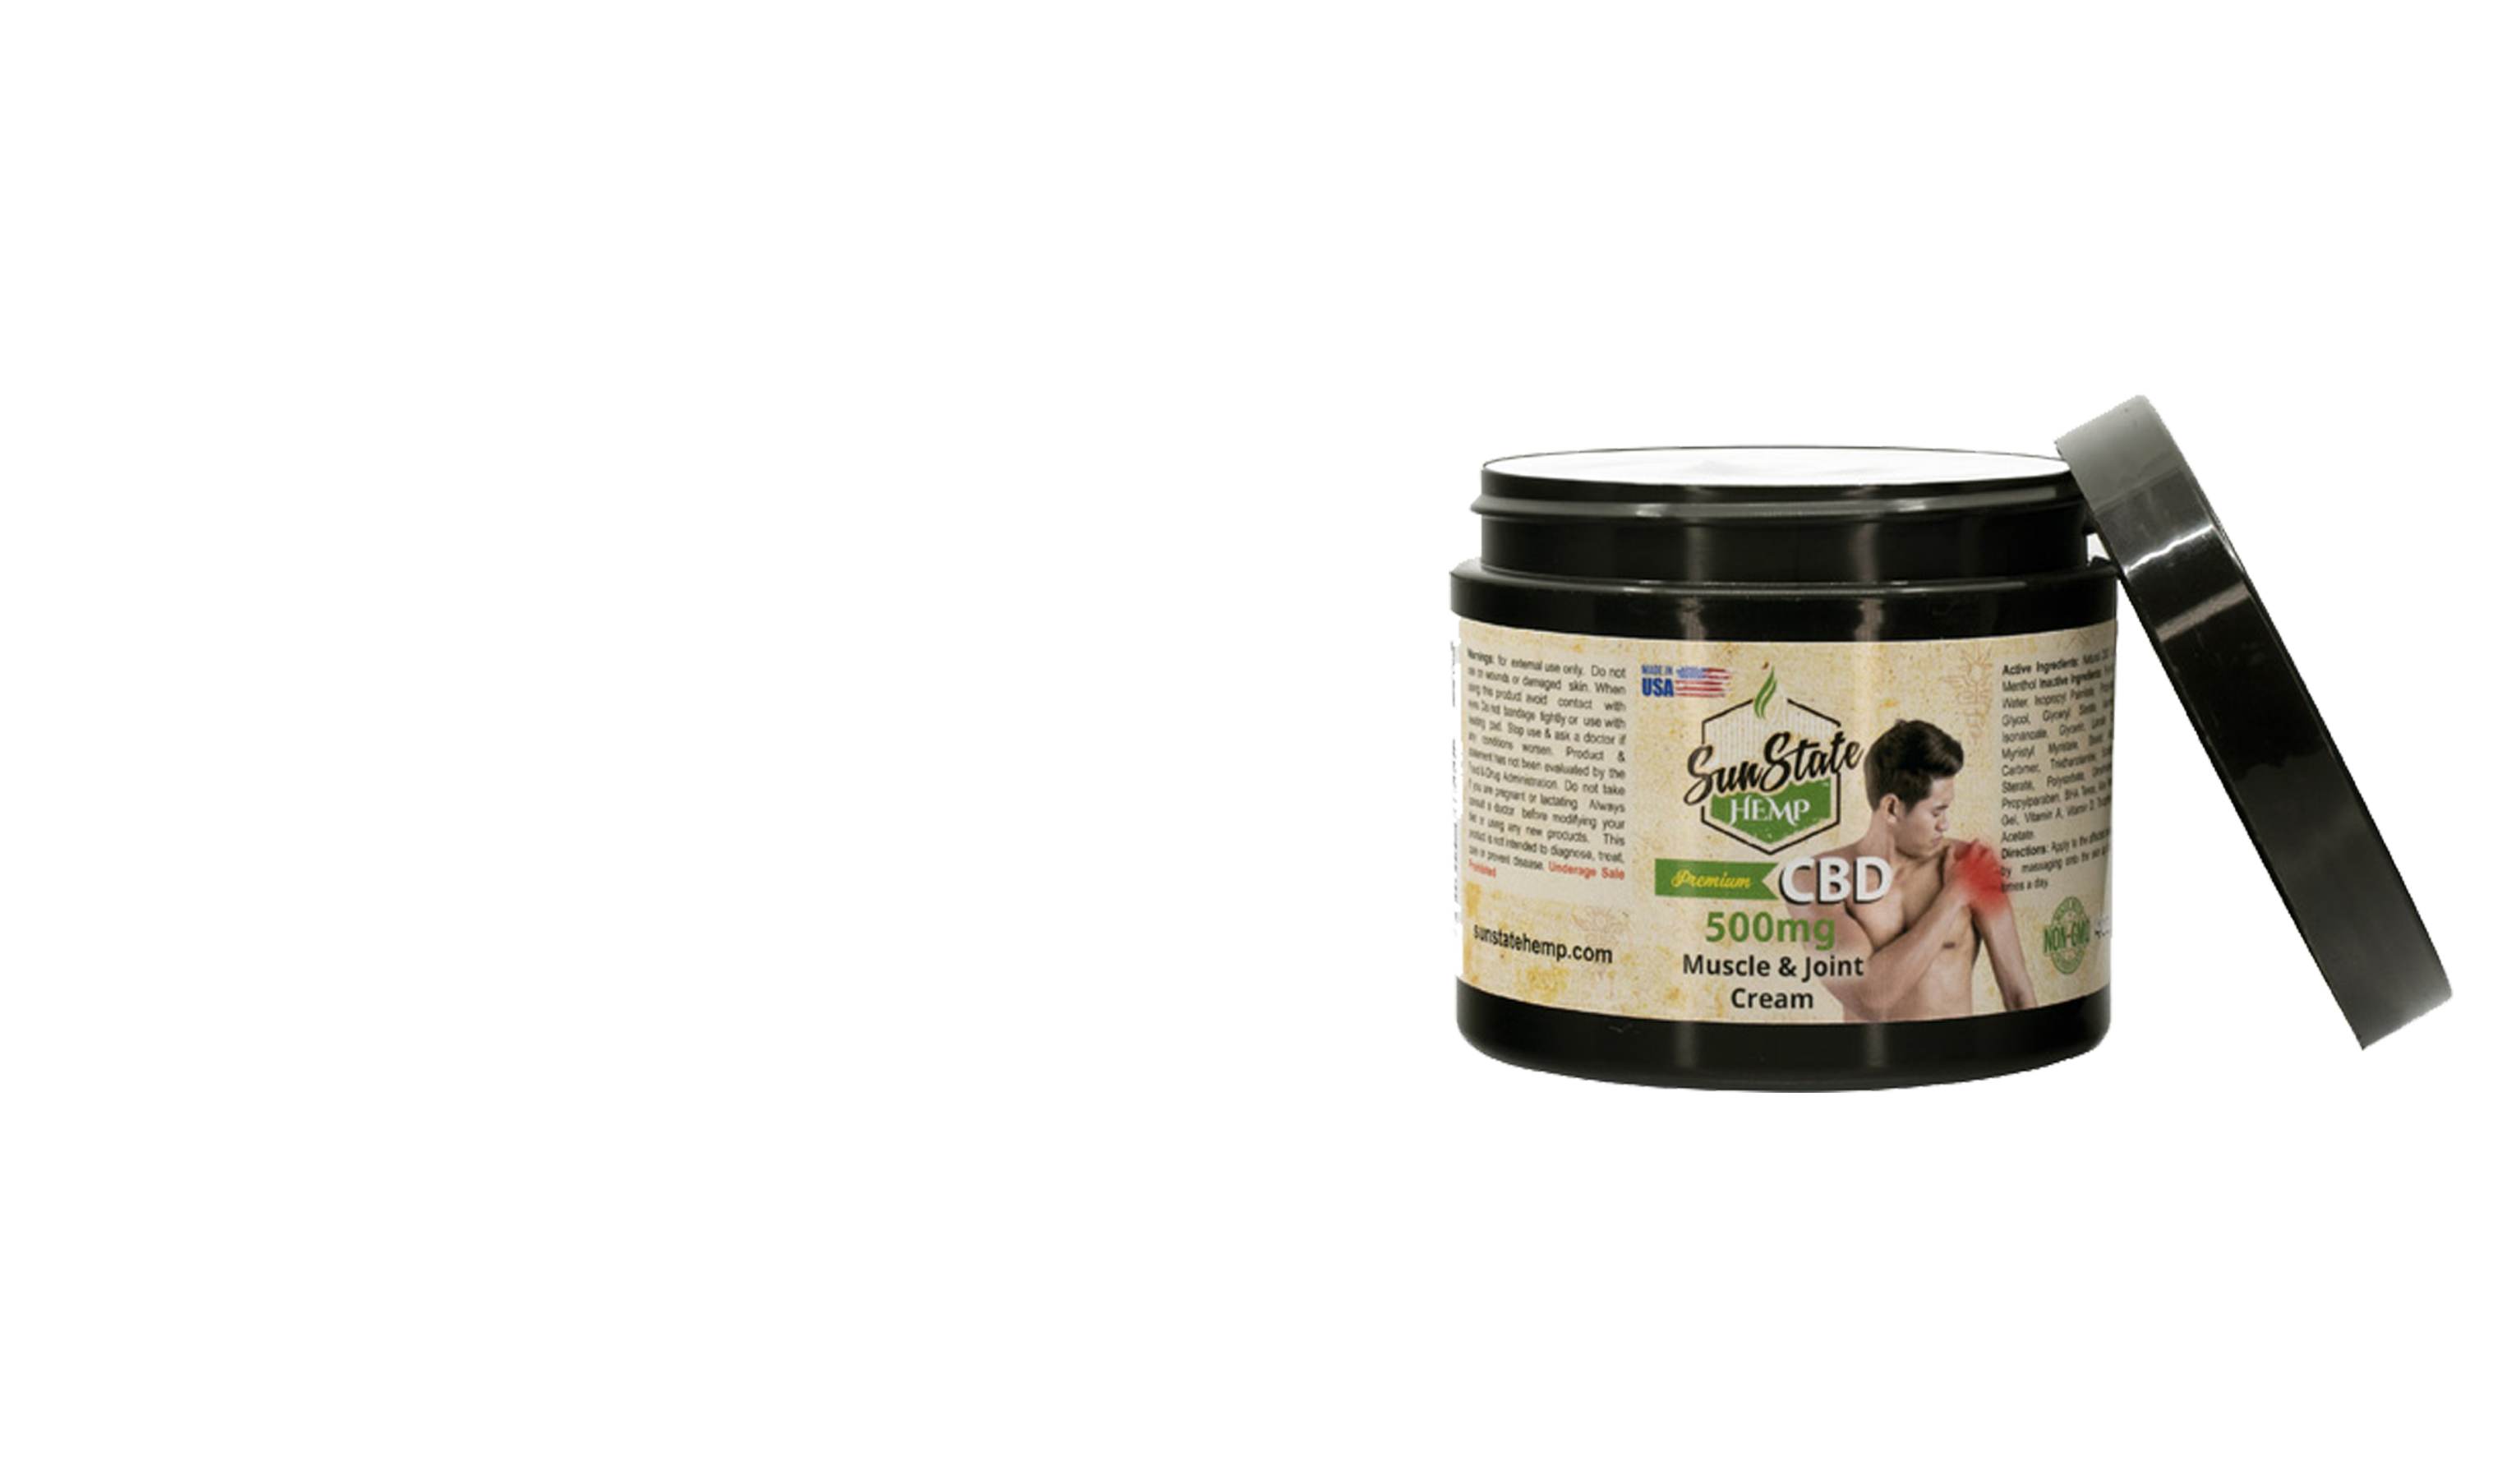 Warnings: for external use only. Do not
use on wounds or damaged skin. When
using this product avoid contact with
eyes. Do not bandage tightly or use with
heating pad. Stop use & ask a doctor if
any conditions worsen. Product &
statement has not been evaluated by the
Food & Drug Administration. Do not take
if you are pregnant or lactating. Always
consult a doctor before modifying your
diet or using any new products. This
product is not intended to diagnose, treat,
cure or prevent disease. Underage Sale
Prohibited
sunstatehemp.com
MADE IN
USA
SunState
HEMP
Premium CBD
500mg
Muscle & Joint
Cream
Active Ingredients: Natural
Menthol Inactive Ingredients:
Water, Isopropyl Palmitate,
Glycol, Glyceryl
Isononanoate, Glycerin,
Myristyl Myristate,
Carbomer,
Sterate, Polysorbate,
Propylparaben, BHA
Gel, Vitamin A, Vitamin D,
Acetate
Directions: Apply to the affected
by massaging onto the skin
times a day.
NON-GMO